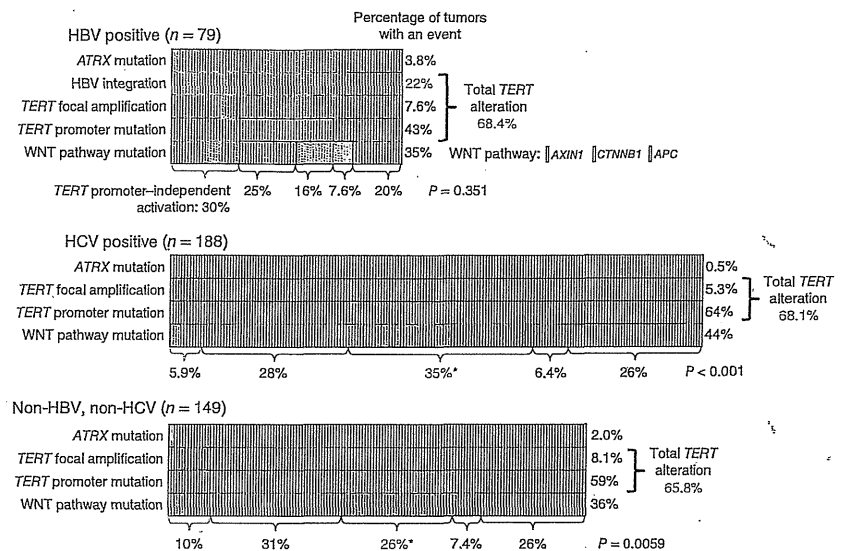 Percentage of tumors
with an event
HBV positive (n = 79)
ATRX mutation 3.8%
HBV integration 22%
TERT focal amplification 7.6%
TERT promoter mutation 43%
WNT pathway mutation 35%
Total TERT
alteration
68.4%
WNT pathway: AXIN1 CTNNB1 APC
TERT promoter–independent
activation: 30%
25% 16% 7.6% 20% P = 0.351
HCV positive (n = 188)
ATRX mutation 0.5%
TERT focal amplification 5.3%
TERT promoter mutation 64%
WNT pathway mutation 44%
Total TERT
alteration
68.1%
5.9% 28% 35%* 6.4% 26% P < 0.001
Non-HBV, non-HCV (n = 149)
ATRX mutation 2.0%
TERT focal amplification 8.1%
TERT promoter mutation 59%
WNT pathway mutation 36%
Total TERT
alteration
65.8%
10% 31% 26%* 7.4% 26% P = 0.0059